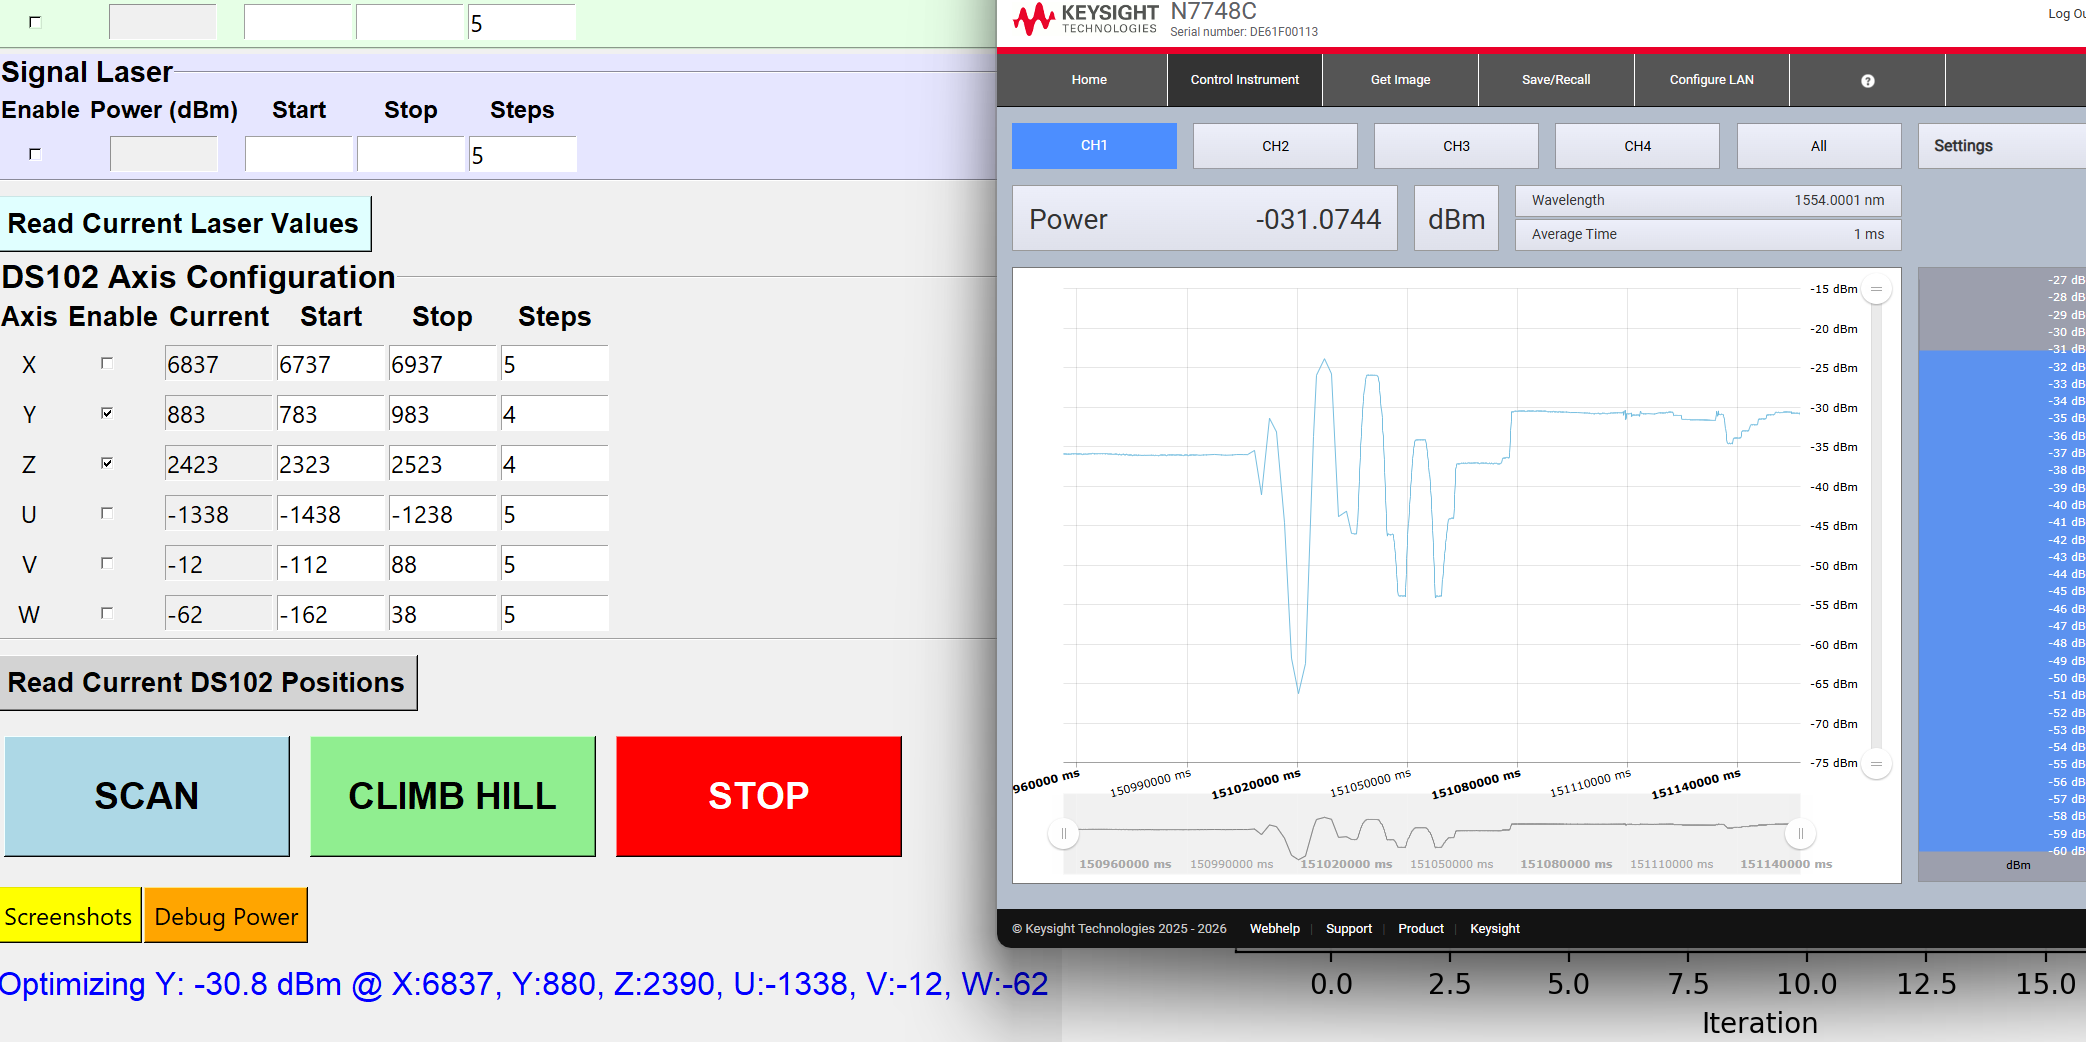 5
Signal Laser
Enable Power (dBm) Start Stop Steps
5
Read Current Laser Values
DS102 Axis Configuration
Axis Enable Current Start Stop Steps
X 6837 6737 6937 5
Y 883 783 983 4
Z 2423 2323 2523 4
U -1338 -1438 -1238 5
V -12 -112 88 5
W -62 -162 38 5
Read Current DS102 Positions
SCAN CLIMB HILL STOP
Screenshots Debug Power
Optimizing Y: -30.8 dBm @ X:6837, Y:880, Z:2390, U:-1338, V:-12, W:-62
KEYSIGHT TECHNOLOGIES
N7748C
Serial number: DE61F00113
Log Ou
Home Control Instrument Get Image Save/Recall Configure LAN ?
CH1 CH2 CH3 CH4 All Settings
Power -031.0744 dBm
Wavelength 1554.0001 nm
Average Time 1 ms
-15 dBm
-20 dBm
-25 dBm
-30 dBm
-35 dBm
-40 dBm
-45 dBm
-50 dBm
-55 dBm
-60 dBm
-65 dBm
-70 dBm
-75 dBm
960000 ms 150990000 ms 151020000 ms 151050000 ms 151080000 ms 151110000 ms 151140000 ms
150960000 ms 150990000 ms 151020000 ms 151050000 ms 151080000 ms 151110000 ms 151140000 ms
-27 dB
-28 dB
-29 dB
-30 dB
-31 dB
-32 dB
-33 dB
-34 dB
-35 dB
-36 dB
-37 dB
-38 dB
-39 dB
-40 dB
-41 dB
-42 dB
-43 dB
-44 dB
-45 dB
-46 dB
-47 dB
-48 dB
-49 dB
-50 dB
-51 dB
-52 dB
-53 dB
-54 dB
-55 dB
-56 dB
-57 dB
-58 dB
-59 dB
-60 dB
dBm
© Keysight Technologies 2025 - 2026 Webhelp | Support | Product | Keysight
0.0 2.5 5.0 7.5 10.0 12.5 15.0
Iteration